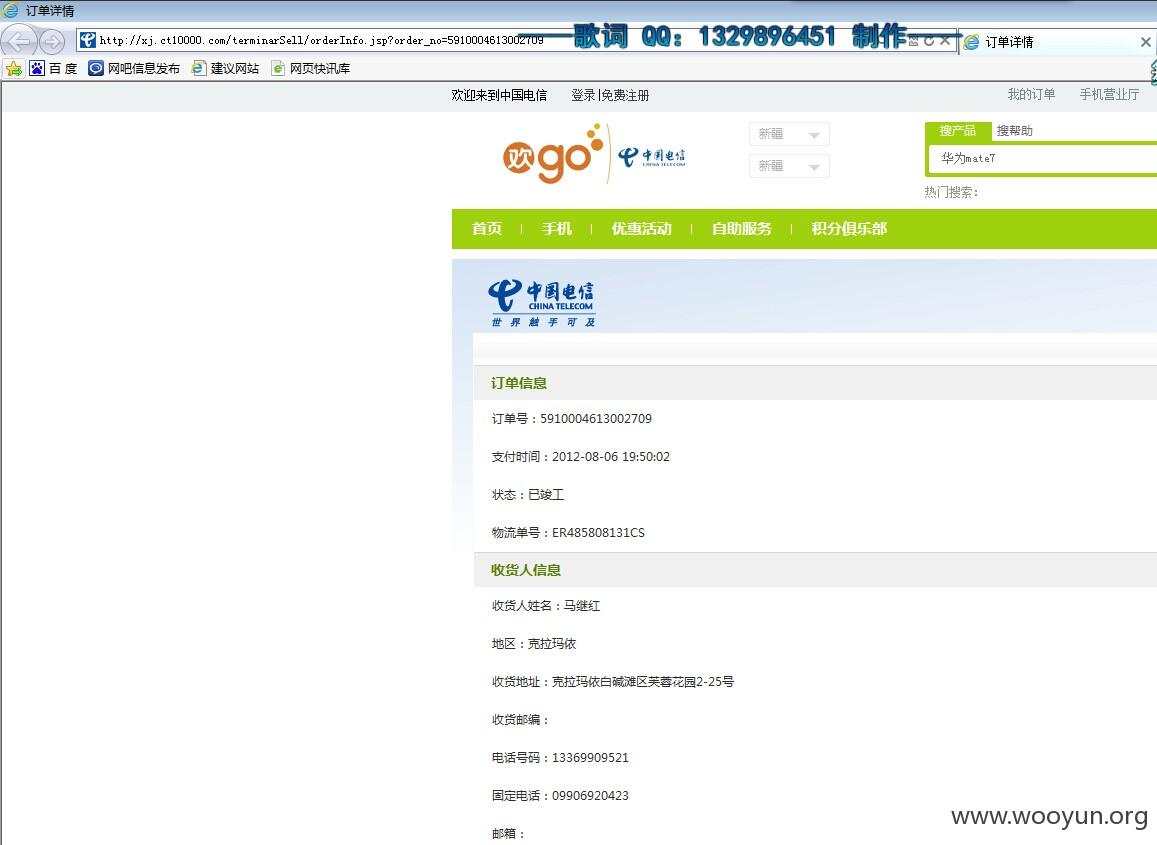 订单详情
http://xj.ct10000.com/terminarSell/orderInfo.jsp?order_no=5910004613002709
歌词 QQ：1329896451 制作
订单详情
百度 网吧信息发布 建议网站 网页快讯库
欢迎来到中国电信 登录|免费注册 我的订单 手机营业厅
欢go 中国电信
CHINA TELECOM
新疆
新疆
搜产品 搜帮助
华为mate7
热门搜索：
首页 手机 优惠活动 自助服务 积分俱乐部
中国电信
CHINA TELECOM
世界触手可及
订单信息
订单号：5910004613002709
支付时间：2012-08-06 19:50:02
状态：已竣工
物流单号：ER485808131CS
收货人信息
收货人姓名：马继红
地区：克拉玛依
收货地址：克拉玛依白碱滩区芙蓉花园2-25号
收货邮编：
电话号码：13369909521
固定电话：09906920423
邮箱：
www.wooyun.org